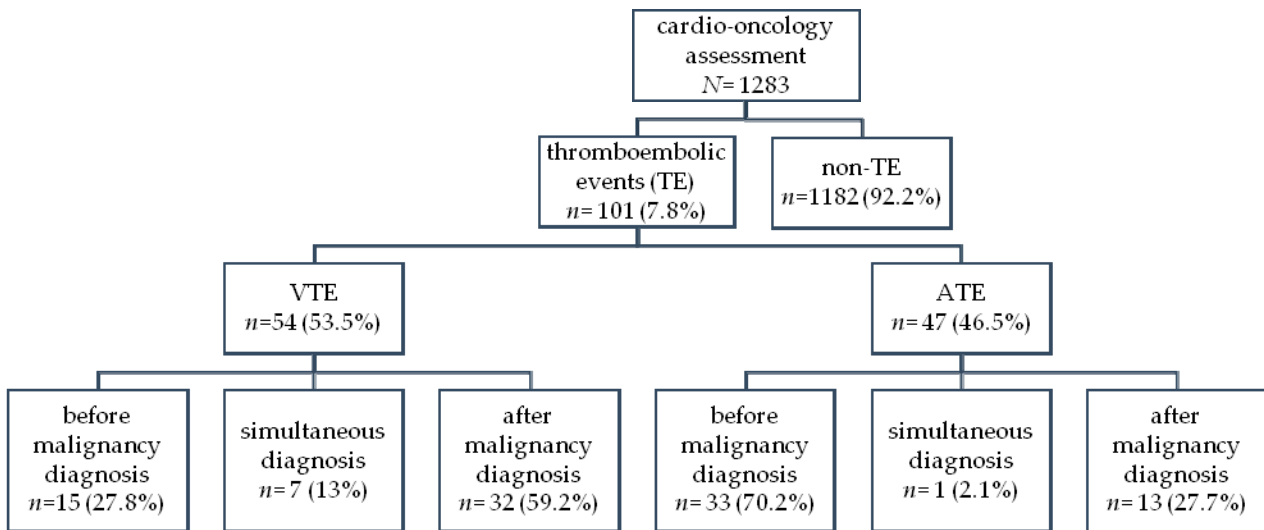 cardio-oncology
assessment
N= 1283
thromboembolic
events (TE)
n= 101 (7.8%)
non-TE
n=1182 (92.2%)
VTE
n=54 (53.5%)
ATE
n= 47 (46.5%)
before
malignancy
diagnosis
n=15 (27.8%)
simultaneous
diagnosis
n= 7 (13%)
after
malignancy
diagnosis
n= 32 (59.2%)
before
malignancy
diagnosis
n= 33 (70.2%)
simultaneous
diagnosis
n= 1 (2.1%)
after
malignancy
diagnosis
n= 13 (27.7%)